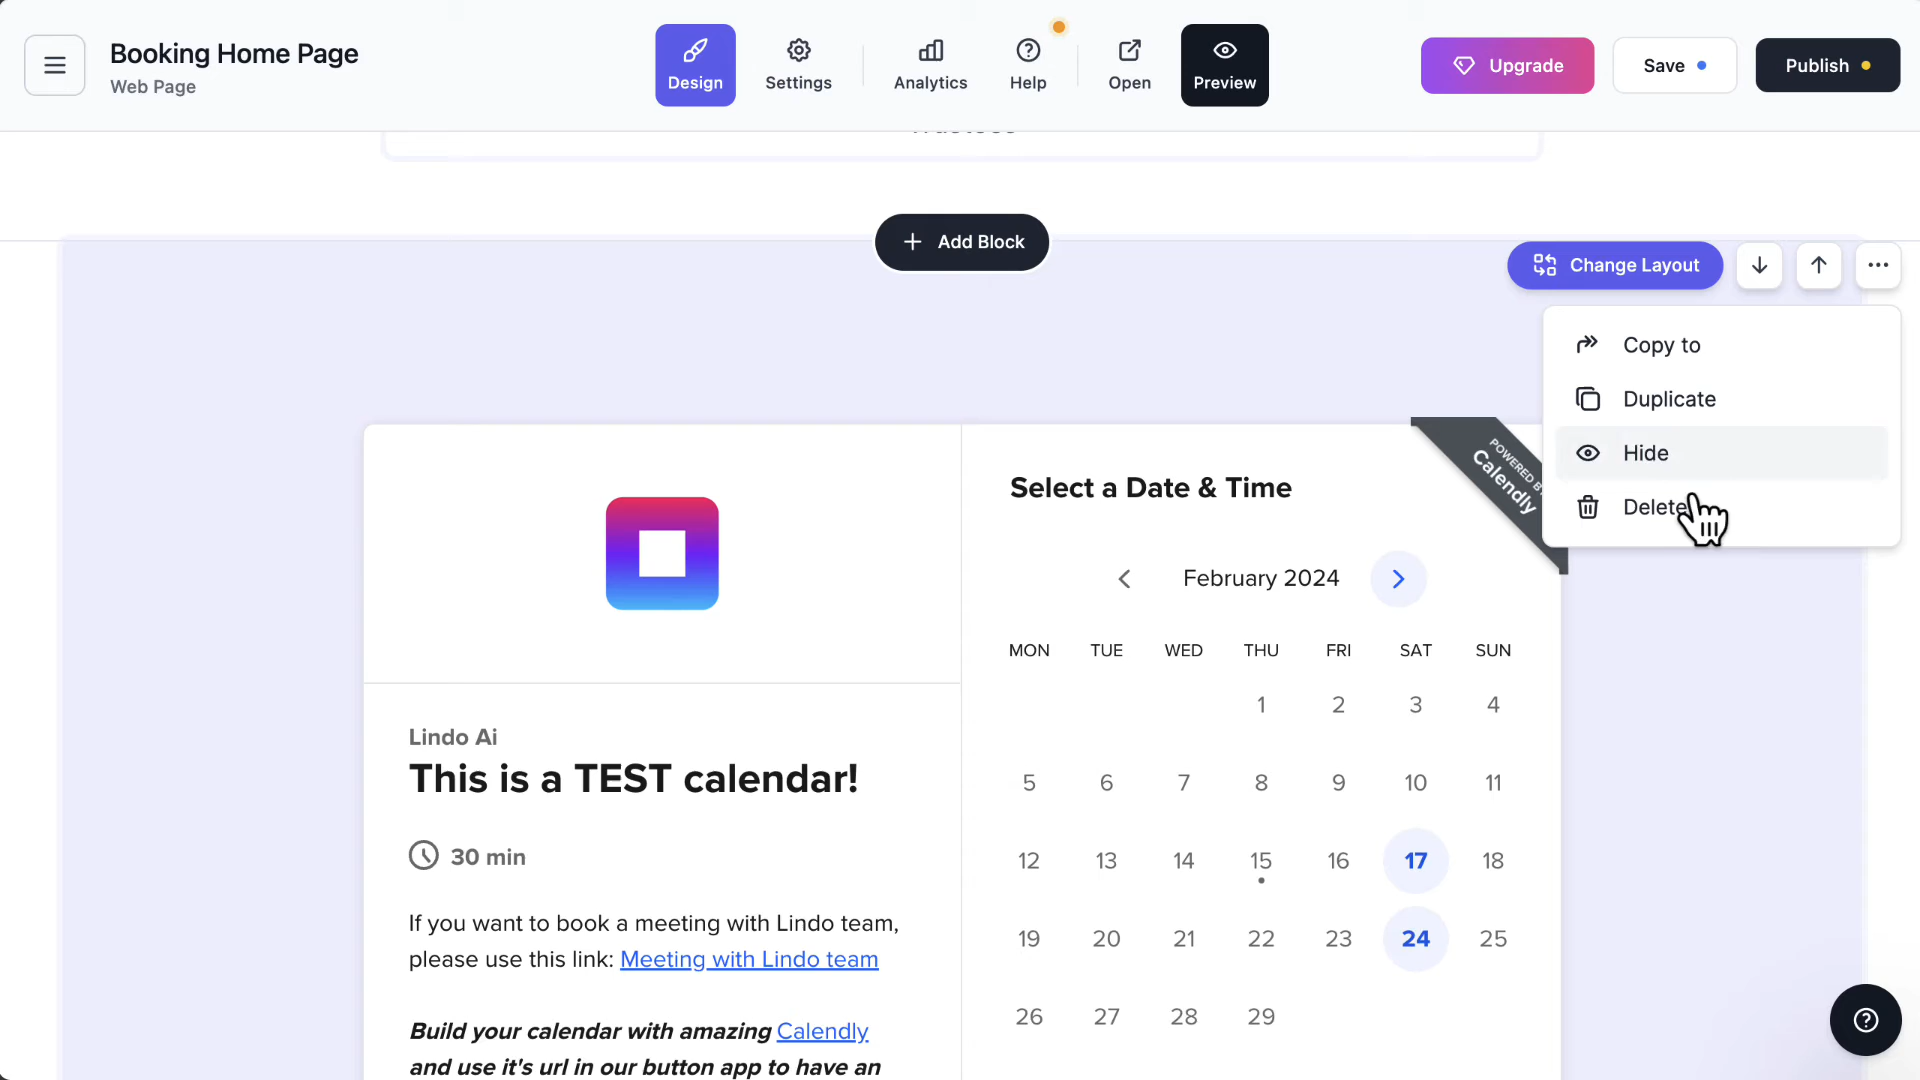 Booking Home Page
Web Page
Design
Settings
Analytics
Help
Open
Preview
Upgrade
Save
Publish
Add Block
Change Layout
Copy to
Duplicate
Hide
Delete
POWERED BY
Calendly
Select a Date & Time
February 2024
MON TUE WED THU FRI SAT SUN
1 2 3 4
5 6 7 8 9 10 11
12 13 14 15 16 17 18
19 20 21 22 23 24 25
26 27 28 29
Lindo Ai
This is a TEST calendar!
30 min
If you want to book a meeting with Lindo team,
please use this link: Meeting with Lindo team
Build your calendar with amazing Calendly
and use it's url in our button app to have an